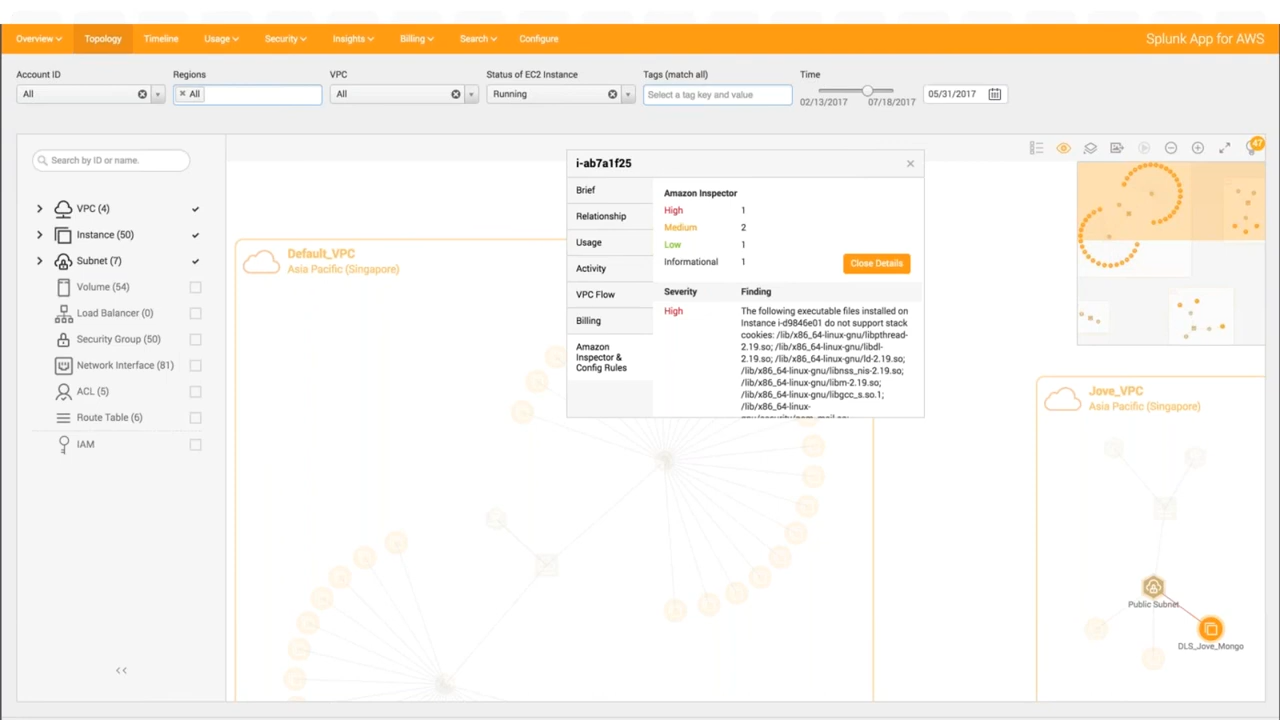 Overview
Topology
Timeline
Usage
Security
Insights
Billing
Search
Configure
Splunk App for AWS
Account ID
Regions
VPC
Status of EC2 Instance
Tags (match all)
Time
All
All
All
Running
Select a tag key and value
02/13/2017
07/18/2017
05/31/2017
Search by ID or name.
VPC (4)
Instance (50)
Subnet (7)
Volume (54)
Load Balancer (0)
Security Group (50)
Network Interface (81)
ACL (5)
Route Table (6)
IAM
<<
47
Default_VPC
Asia Pacific (Singapore)
i-ab7a1f25
Brief
Relationship
Usage
Activity
VPC Flow
Billing
Amazon
Inspector &
Config Rules
Amazon Inspector
High 1
Medium 2
Low 1
Informational 1
Close Details
Severity Finding
High
The following executable files installed on
Instance i-d9846e01 do not support stack
cookies: /lib/x86_64-linux-gnu/libpthread-
2.19.so; /lib/x86_64-linux-gnu/libdl-
2.19.so; /lib/x86_64-linux-gnu/ld-2.19.so;
/lib/x86_64-linux-gnu/libnss_nis-2.19.so;
/lib/x86_64-linux-gnu/libm-2.19.so;
/lib/x86_64-linux-gnu/libgcc_s.so.1;
/lib/x86_64-linux-
Jove_VPC
Asia Pacific (Singapore)
Public Subnet
DLS_Jove_Mongo